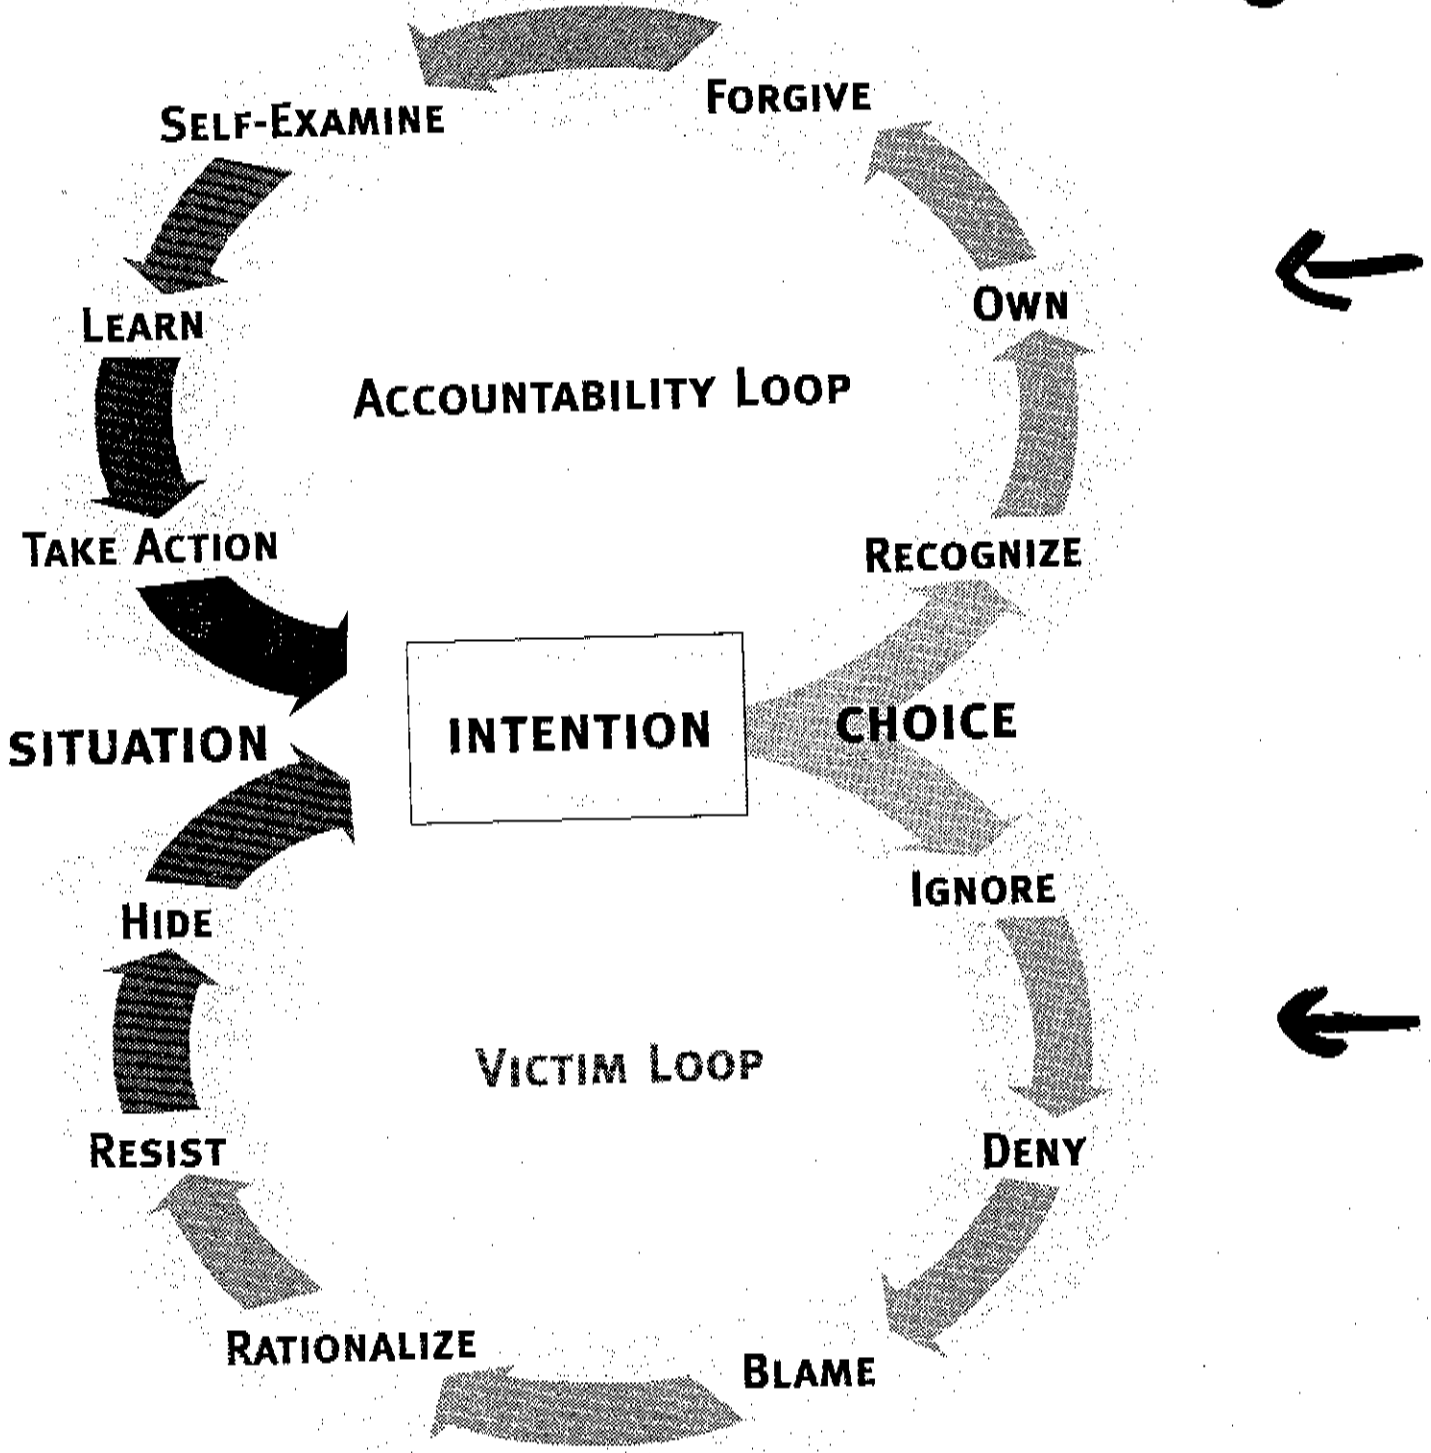 FORGIVE
SELF-EXAMINE
OWN
LEARN
ACCOUNTABILITY LOOP
TAKE ACTION
RECOGNIZE
SITUATION
INTENTION
CHOICE
HIDE
IGNORE
VICTIM LOOP
RESIST
DENY
RATIONALIZE
BLAME